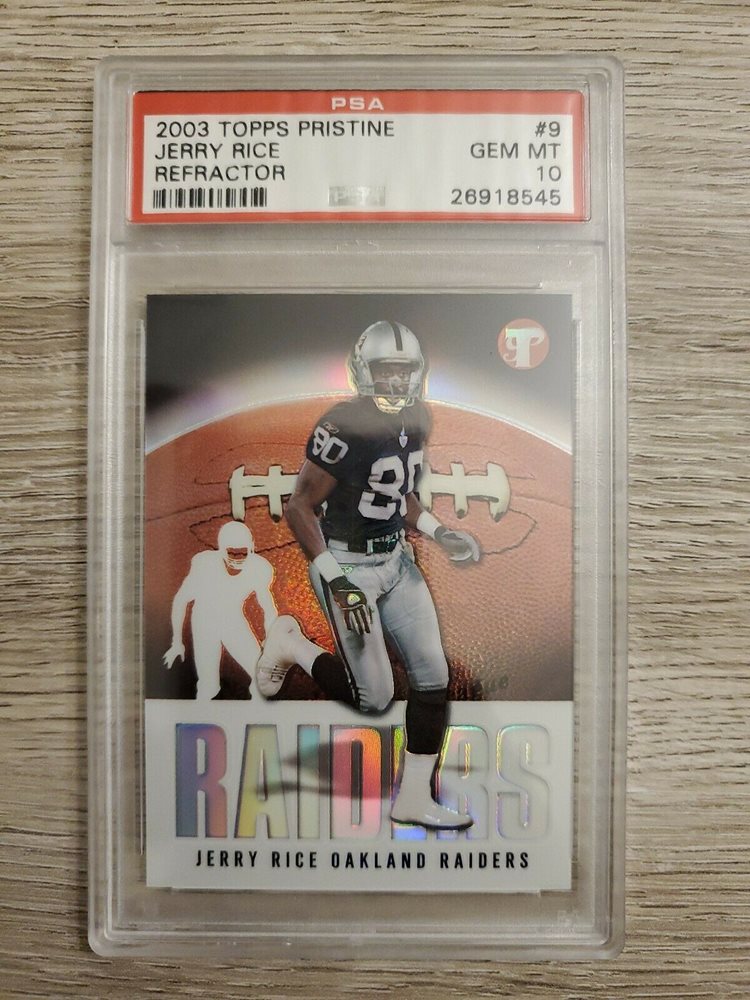 PSA
2003 TOPPS PRISTINE #9
JERRY RICE GEM MT
REFRACTOR 10
26918545
80
80
RAIDERS
JERRY RICE OAKLAND RAIDERS